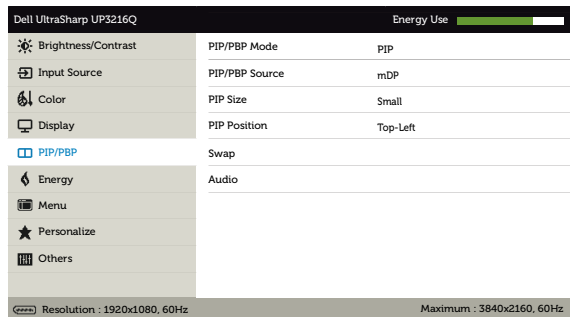 Dell UltraSharp UP3216Q Energy Use
Brightness/Contrast PIP/PBP Mode PIP
Input Source PIP/PBP Source mDP
Color PIP Size Small
Display PIP Position Top-Left
PIP/PBP Swap
Energy Audio
Menu
Personalize
Others
Resolution : 1920x1080, 60Hz Maximum : 3840x2160, 60Hz